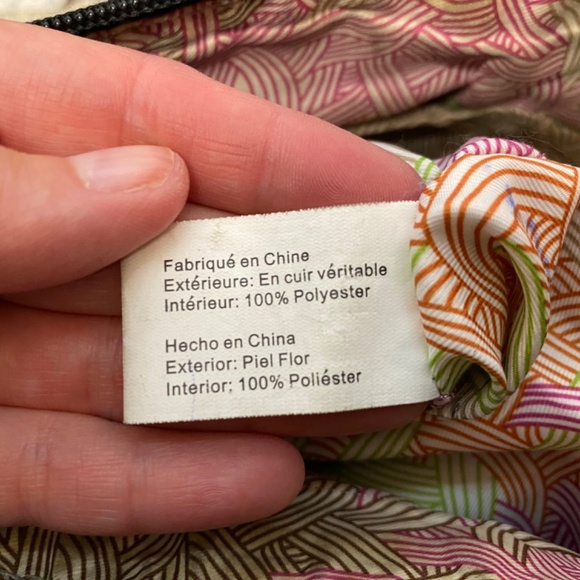 Fabriqué en Chine
Extérieure: En cuir véritable
Intérieur: 100% Polyester
Hecho en China
Exterior: Piel Flor
Interior: 100% Poliéster